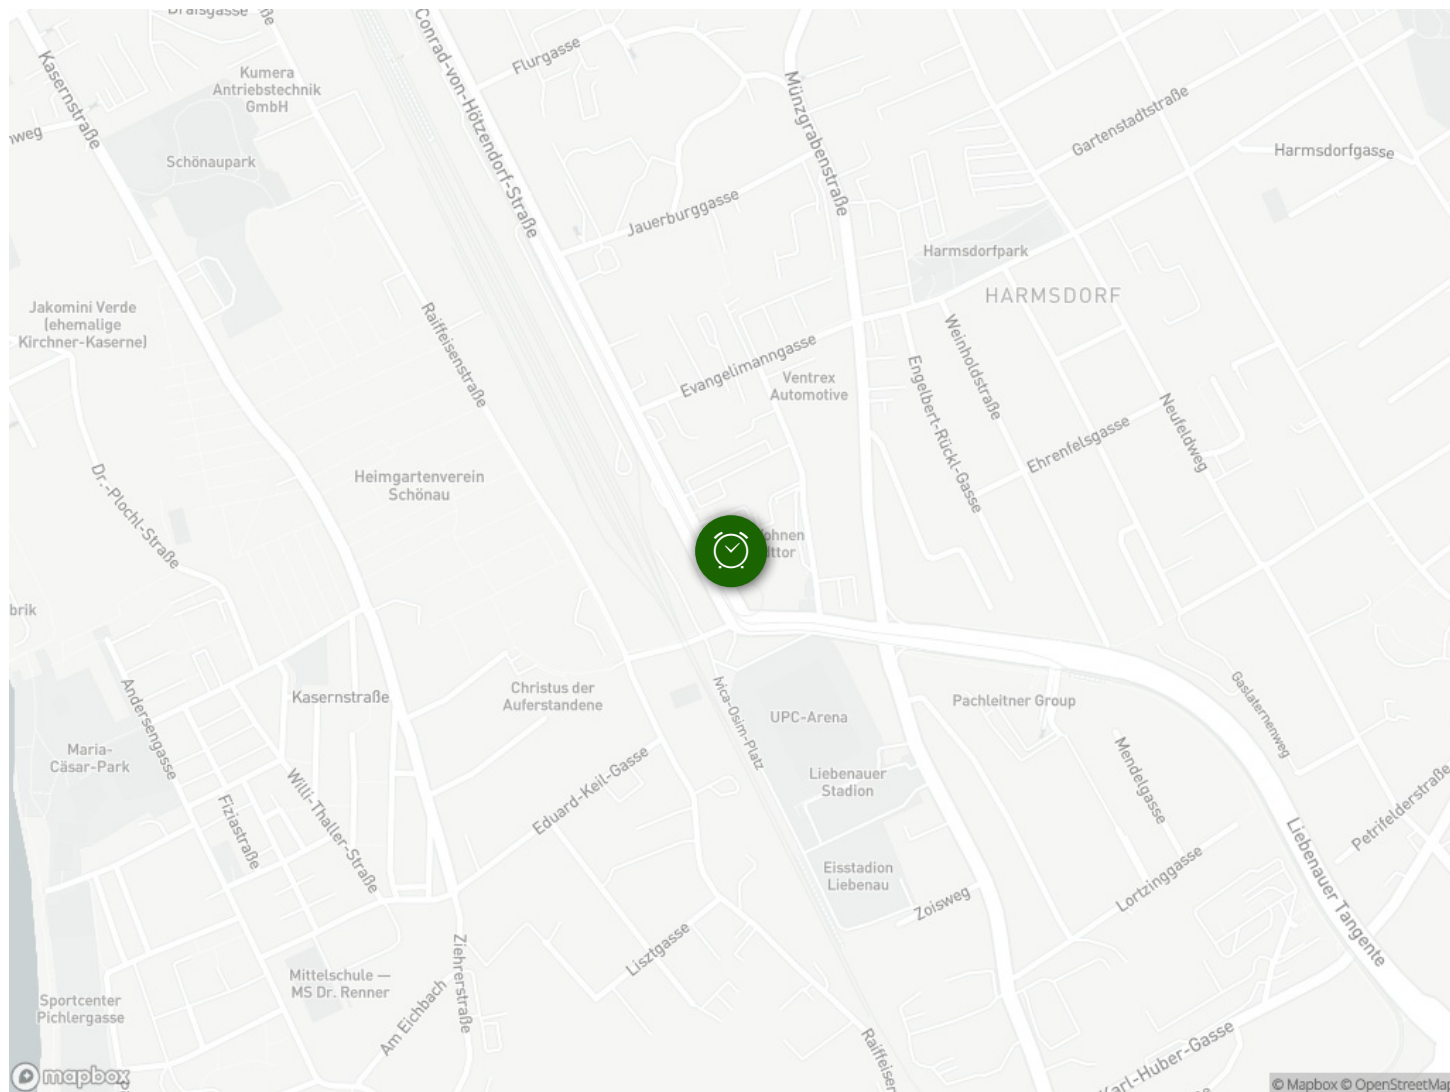 Kasernstraße
Kumera
Antriebstechnik
GmbH
Schönaupark
Conrad-von-Hötzendorf-Straße
Flurgasse
Münzgrabenstraße
Gartenstadtstraße
Harmsdorfgasse
Jauerburggasse
Harmsdorfpark
HARMSDORF
Jakomini Verde
(ehemalige
Kirchner-Kaserne)
Raiffeisenstraße
Evangelimanngasse
Ventrex
Automotive
Engelbert-Rückl-Gasse
Weinholdstraße
Ehrenfelsgasse
Neufeldweg
Heimgartenverein
Schönau
Dr.-Plochl-Straße
ohnen
ttor
brik
Kasernstraße
Andersengasse
Christus der
Auferstandene
Ivica-Osim-Platz
UPC-Arena
Pachleitner Group
Gaslaternenweg
Maria-
Cäsar-Park
Fiziastraße
Willi-Thaller-Straße
Eduard-Keil-Gasse
Liebenauer
Stadion
Mendelgasse
Petrifelderstraße
Liebenauer Tangente
Eisstadion
Liebenau
Zoisweg
Lortzinggasse
Lisztgasse
Ziehrerstraße
Mittelschule —
MS Dr. Renner
Am Eichbach
Sportcenter
Pichlergasse
Raiffeisen
Karl-Huber-Gasse
mapbox
© Mapbox © OpenStreetMap